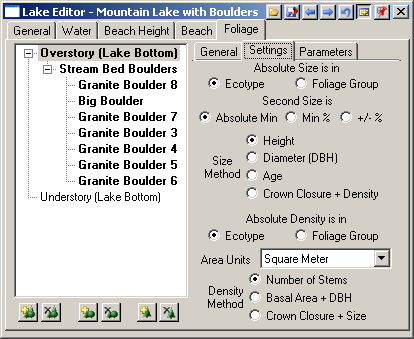 Lake Editor - Mountain Lake with Boulders
General Water Beach Height Beach Foliage
Overstory (Lake Bottom)
Stream Bed Boulders
Granite Boulder 8
Big Boulder
Granite Boulder 7
Granite Boulder 3
Granite Boulder 4
Granite Boulder 5
Granite Boulder 6
Understory (Lake Bottom)
General Settings Parameters
Absolute Size is in
Ecotype Foliage Group
Second Size is
Absolute Min Min % +/- %
Size Method
Height
Diameter (DBH)
Age
Crown Closure + Density
Absolute Density is in
Ecotype Foliage Group
Area Units Square Meter
Density Method
Number of Stems
Basal Area + DBH
Crown Closure + Size